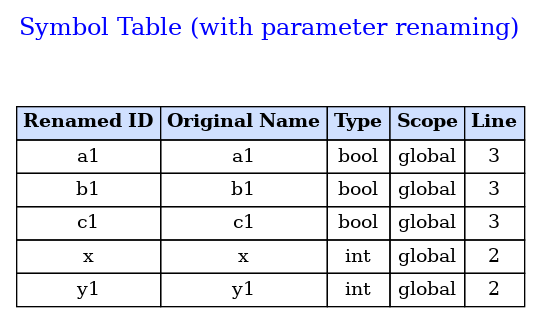 Symbol Table (with parameter renaming)
Renamed ID Original Name Type Scope Line
a1 a1 bool global 3
b1 b1 bool global 3
c1 c1 bool global 3
x x int global 2
y1 y1 int global 2